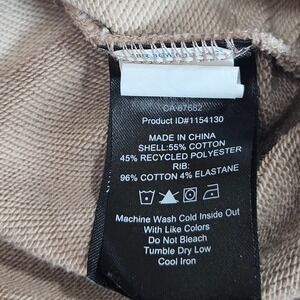 CA-67682
Product ID#1154130
MADE IN CHINA
SHELL:55% COTTON
45% RECYCLED POLYESTER
RIB:
96% COTTON 4% ELASTANE
Machine Wash Cold Inside Out
With Like Colors
Do Not Bleach
Tumble Dry Low
Cool Iron